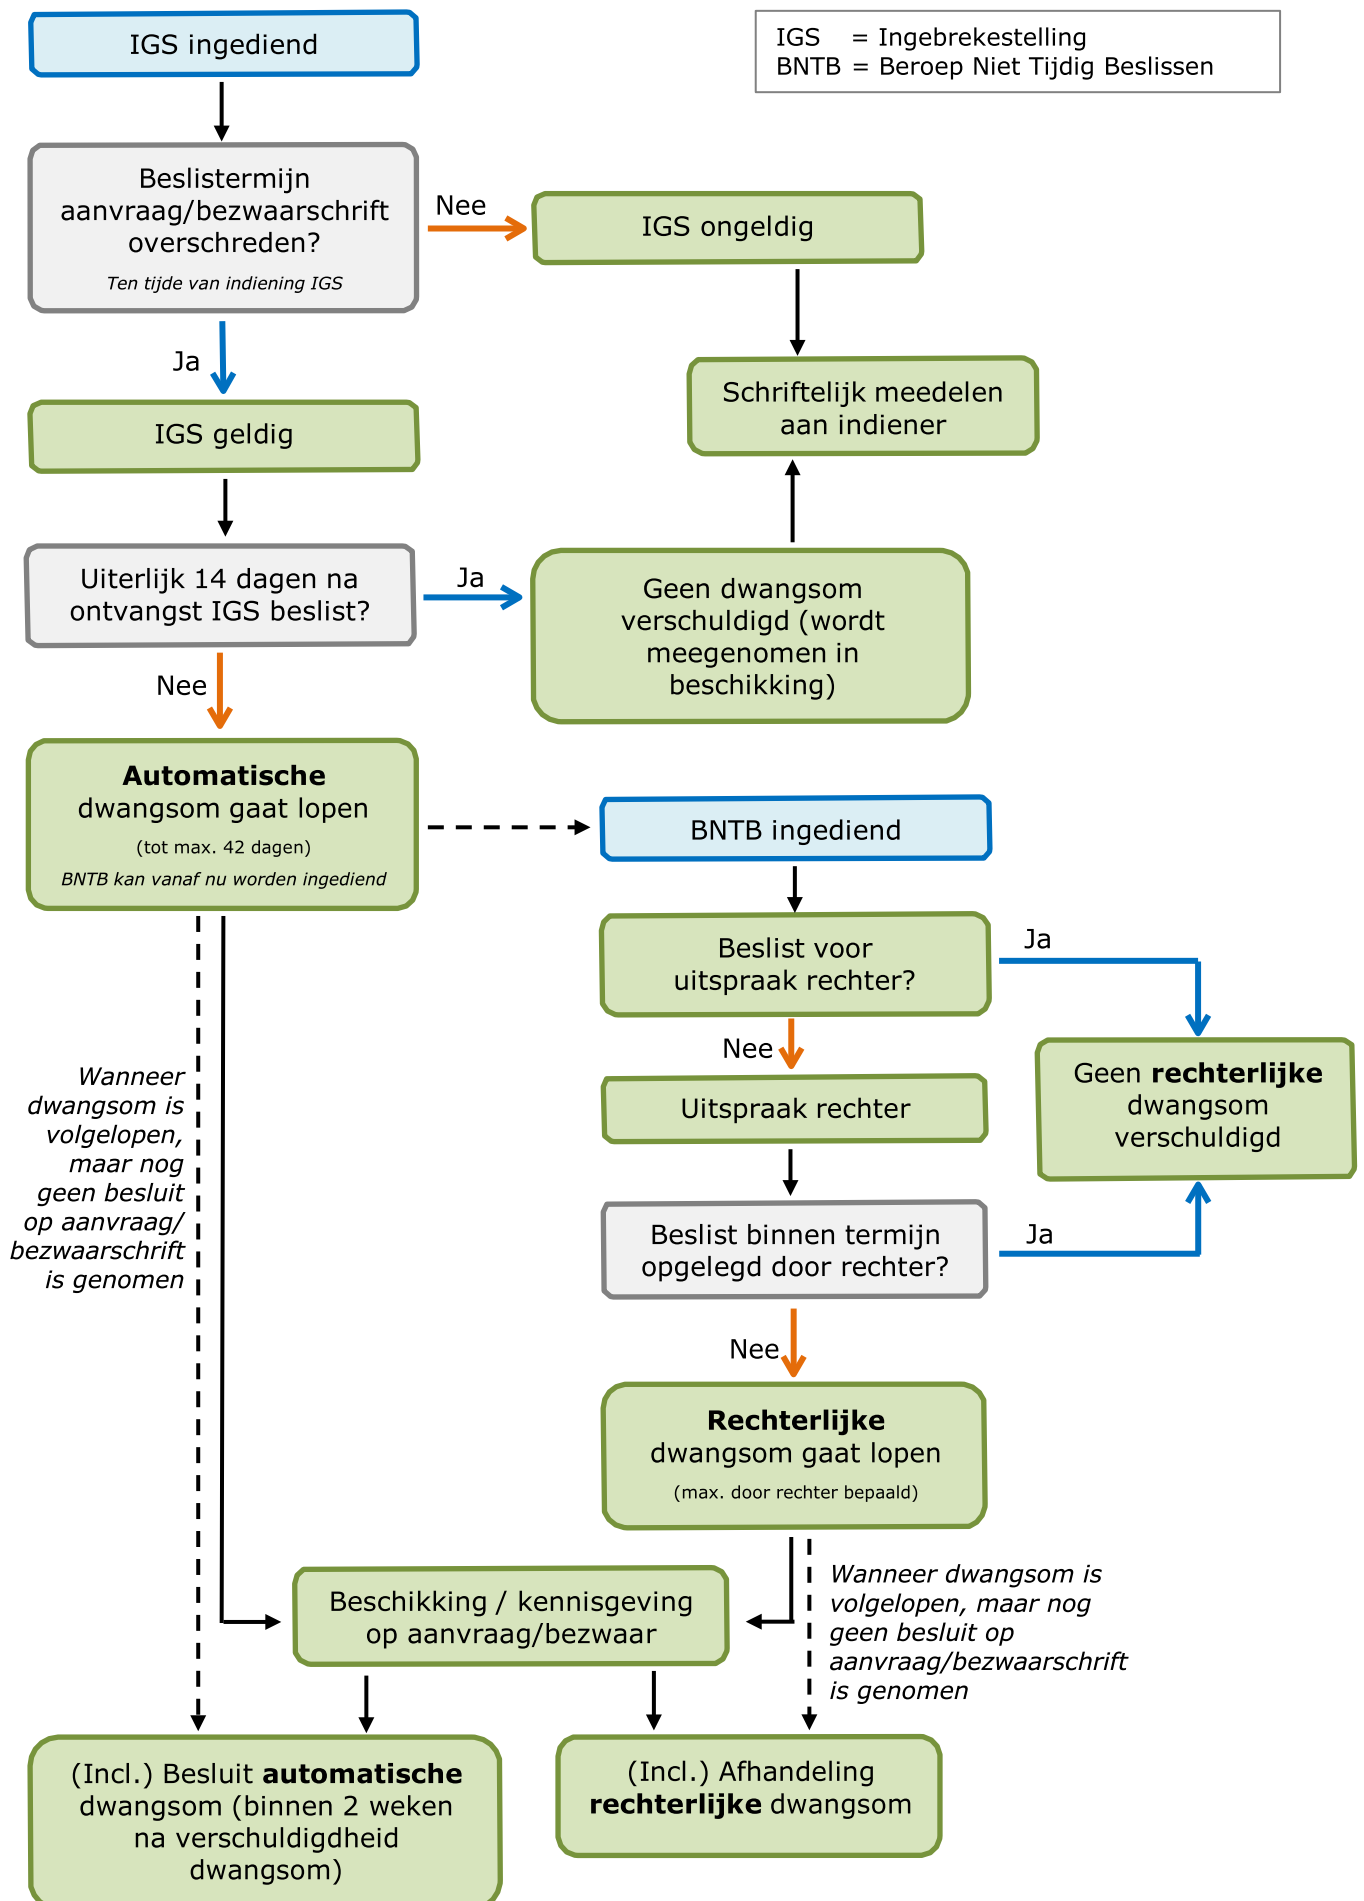 IGS ingediend
IGS = Ingebrekestelling
BNTB = Beroep Niet Tijdig Beslissen
Beslistermijn
aanvraag/bezwaarschrift
overschreden?
Ten tijde van indiening IGS
Nee
IGS ongeldig
Ja
Schriftelijk meedelen
aan indiener
IGS geldig
Uiterlijk 14 dagen na
ontvangst IGS beslist?
Ja
Geen dwangsom
verschuldigd (wordt
meegenomen in
beschikking)
Nee
Automatische
dwangsom gaat lopen
(tot max. 42 dagen)
BNTB kan vanaf nu worden ingediend
BNTB ingediend
Beslist voor
uitspraak rechter?
Ja
Nee
Geen rechterlijke
dwangsom
verschuldigd
Uitspraak rechter
Wanneer
dwangsom is
volgelopen,
maar nog
geen besluit
op aanvraag/
bezwaarschrift
is genomen
Beslist binnen termijn
opgelegd door rechter?
Ja
Nee
Rechterlijke
dwangsom gaat lopen
(max. door rechter bepaald)
Beschikking / kennisgeving
op aanvraag/bezwaar
Wanneer dwangsom is
volgelopen, maar nog
geen besluit op
aanvraag/bezwaarschrift
is genomen
(Incl.) Besluit automatische
dwangsom (binnen 2 weken
na verschuldigdheid
dwangsom)
(Incl.) Afhandeling
rechterlijke dwangsom